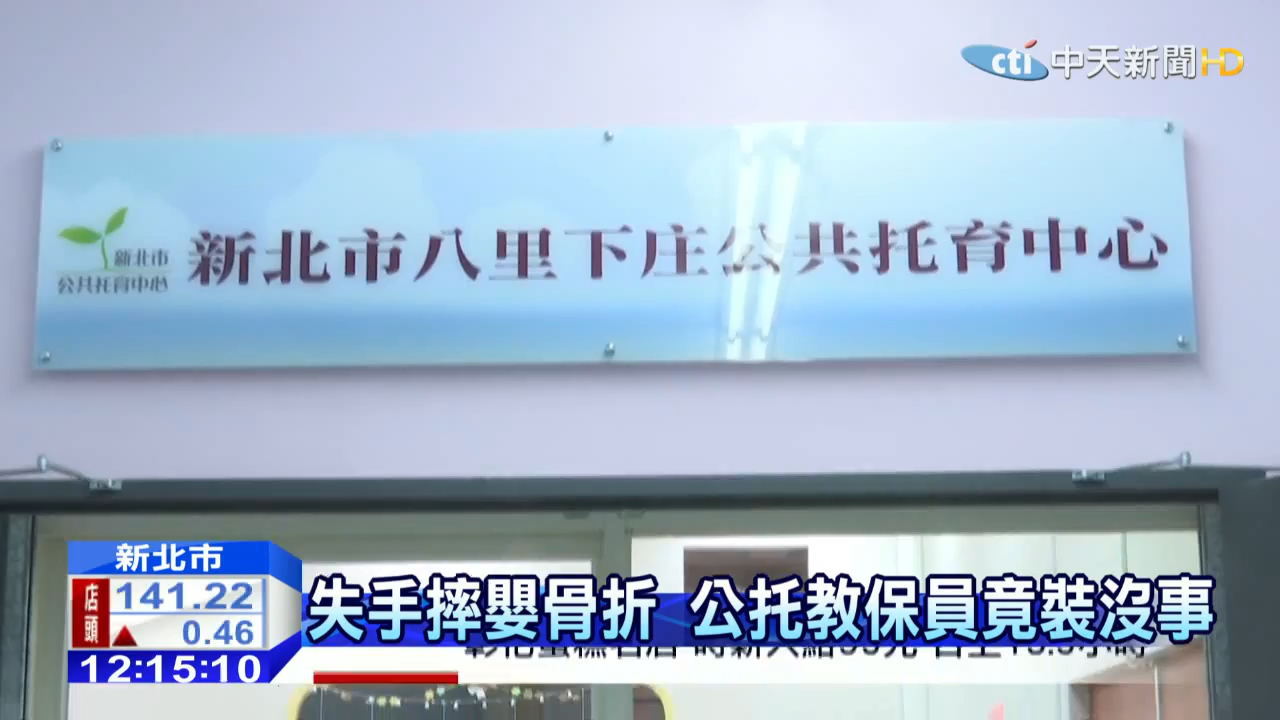 cti 中天新聞HD
新北市
公共托育中心
新北市八里下庄公共托育中心
新北市
店頭
141.22
0.46
12:15:10
失手摔嬰骨折 公托教保員竟裝沒事